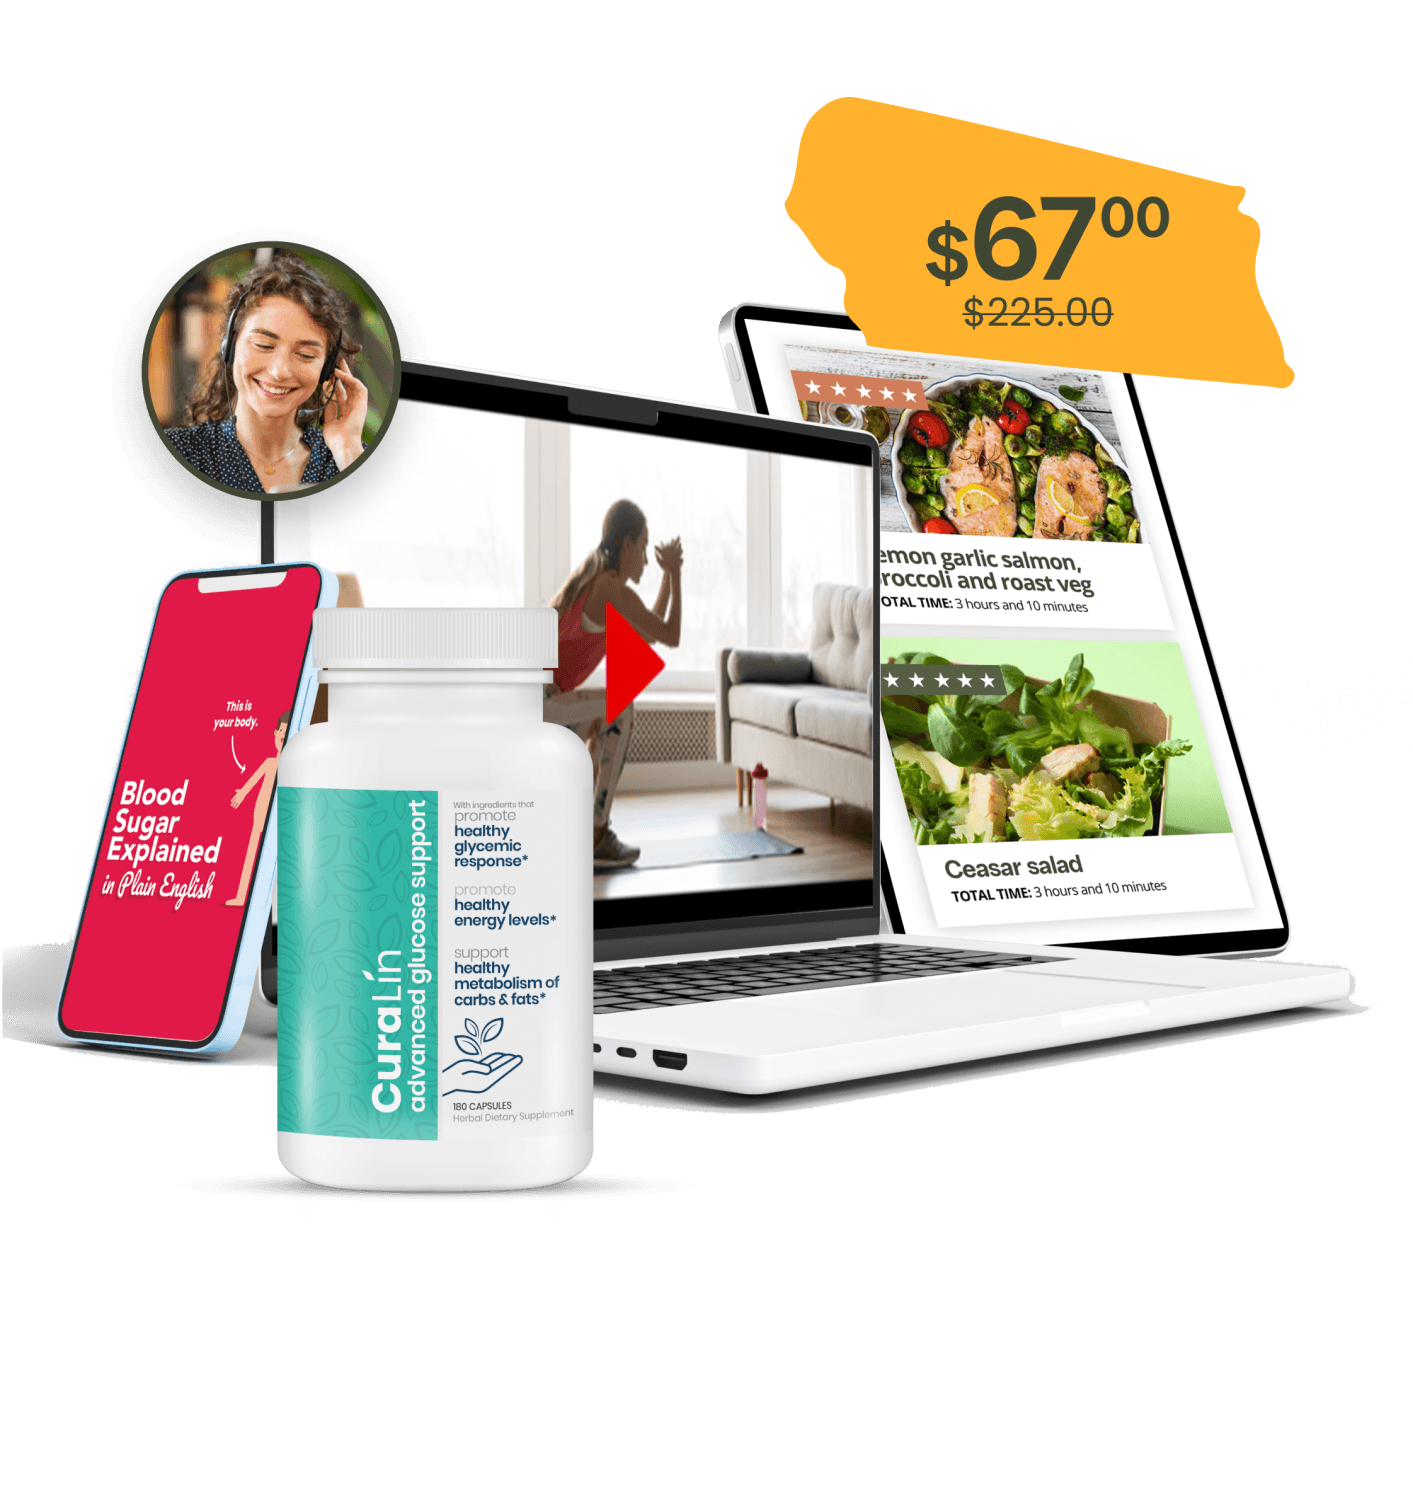 $67⁰⁰
$225.00
emon garlic salmon,
roccoli and roast veg
OTAL TIME: 3 hours and 10 minutes
Ceasar salad
TOTAL TIME: 3 hours and 10 minutes
This is
your body.
Blood
Sugar
Explained
in Plain English
CuraLin
advanced glucose support
With ingredients that
promote
healthy
glycemic
response*
promote
healthy
energy levels*
support
healthy
metabolism of
carbs & fats*
180 CAPSULES
Herbal Dietary Supplement